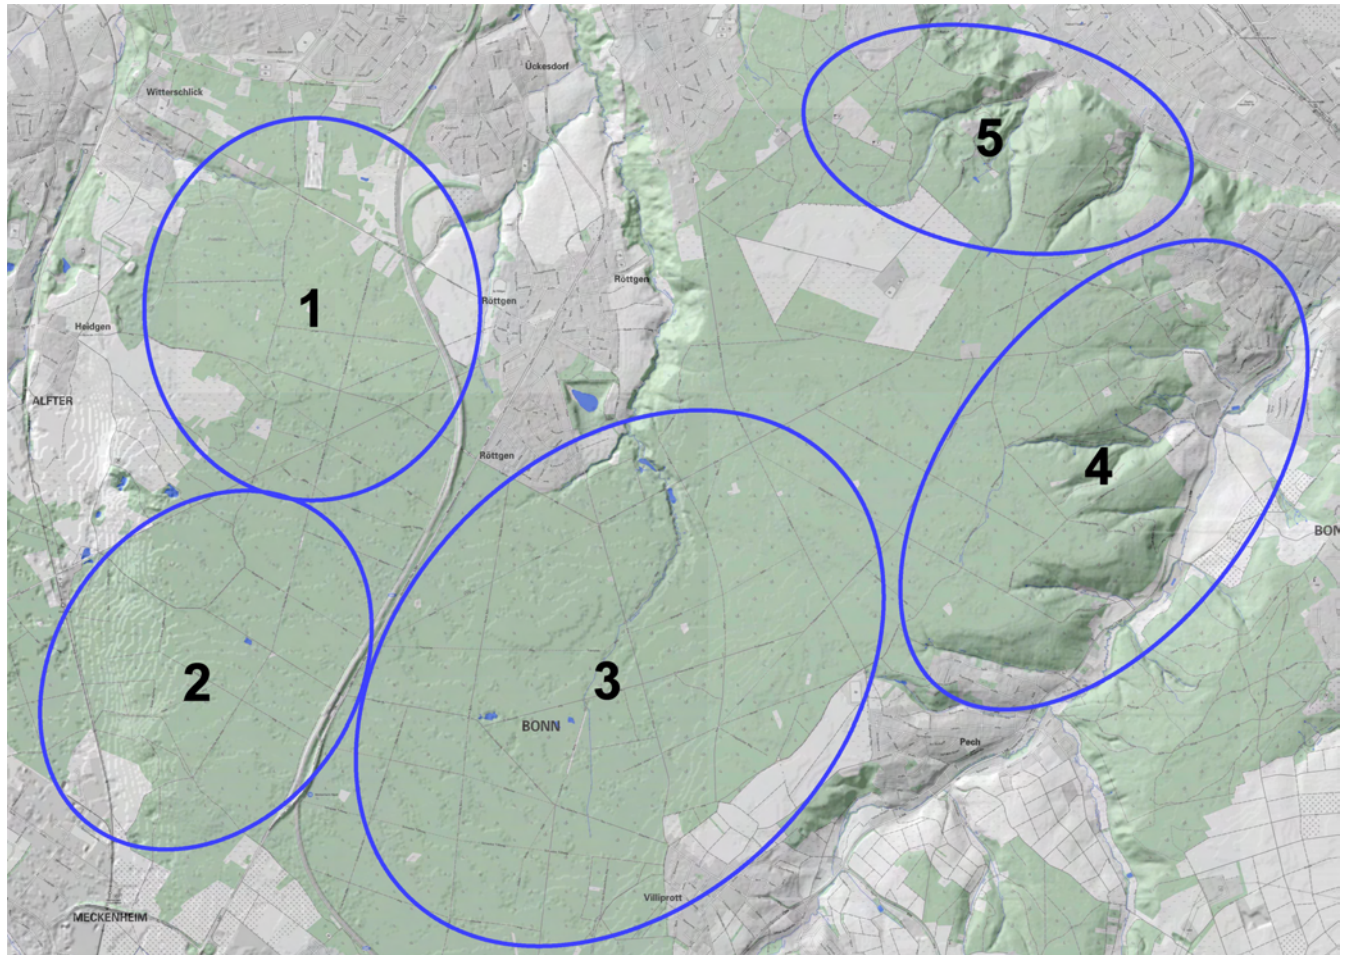 Ückesdorf
Witterschlick
5
Röttgen
Röttgen
1
Heidgen
ALFTER
Röttgen
4
BON
2
3
BONN
Pech
Villiprott
MECKENHEIM